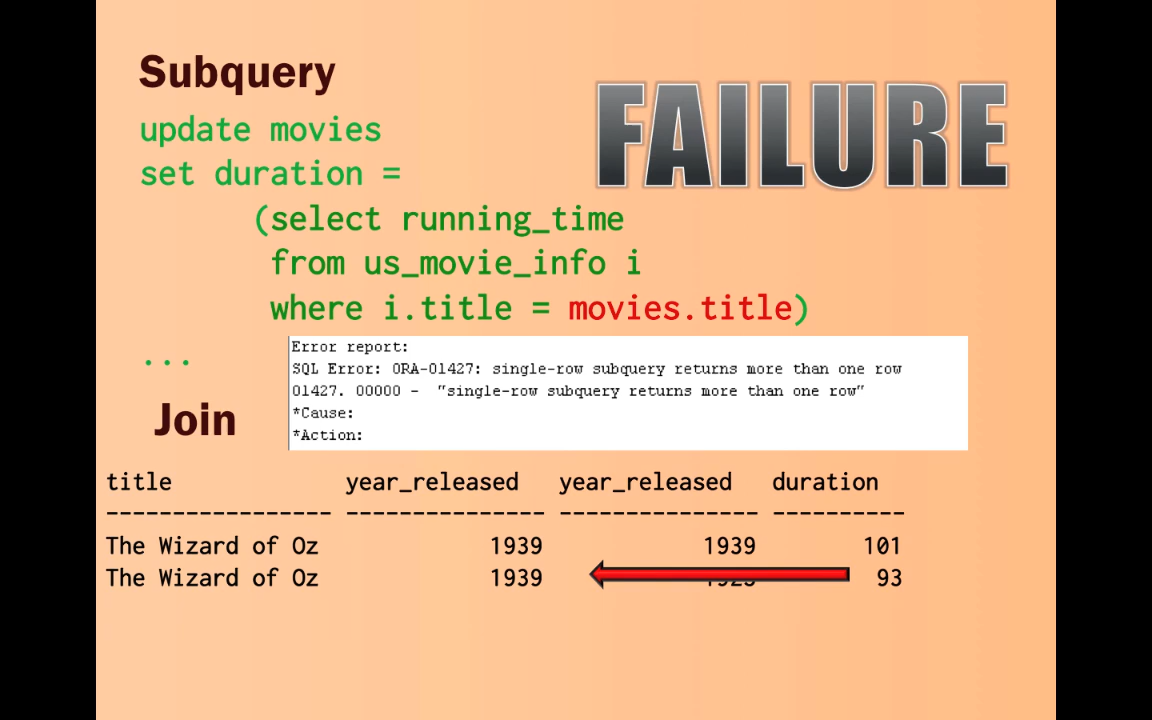 Subquery
FAILURE
update movies
set duration =
(select running_time
from us_movie_info i
where i.title = movies.title)
...
Error report:
SQL Error: ORA-01427: single-row subquery returns more than one row
01427. 00000 - "single-row subquery returns more than one row"
*Cause:
*Action:
Join
title year_released year_released duration
----------------- --------------- --------------- ----------
The Wizard of Oz 1939 1939 101
The Wizard of Oz 1939 93